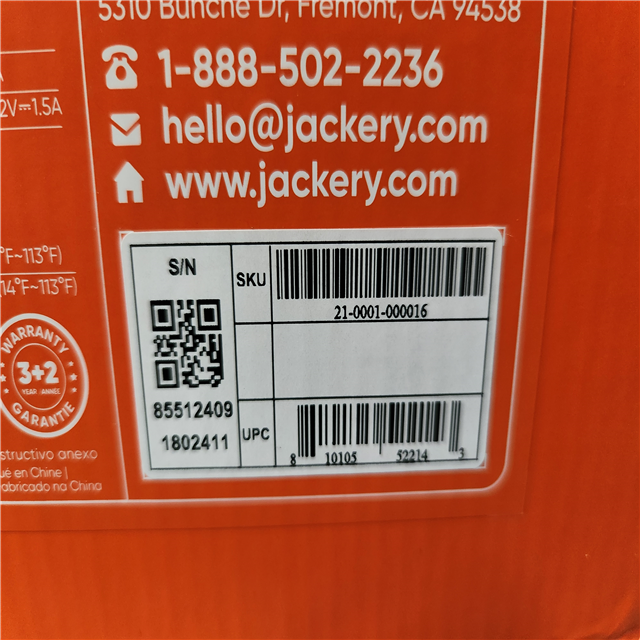 5310 Bunche Dr, Fremont, CA 94538
1-888-502-2236
hello@jackery.com
www.jackery.com
2V⎓1.5A
°F~113°F)
(14°F~113°F)
WARRANTY
3+2
YEAR / ANNÉE
GARANTIE
structivo anexo
ué en Chine |
abricado na China
S/N
85512409
1802411
SKU
21-0001-000016
UPC
8 10105 52214 3